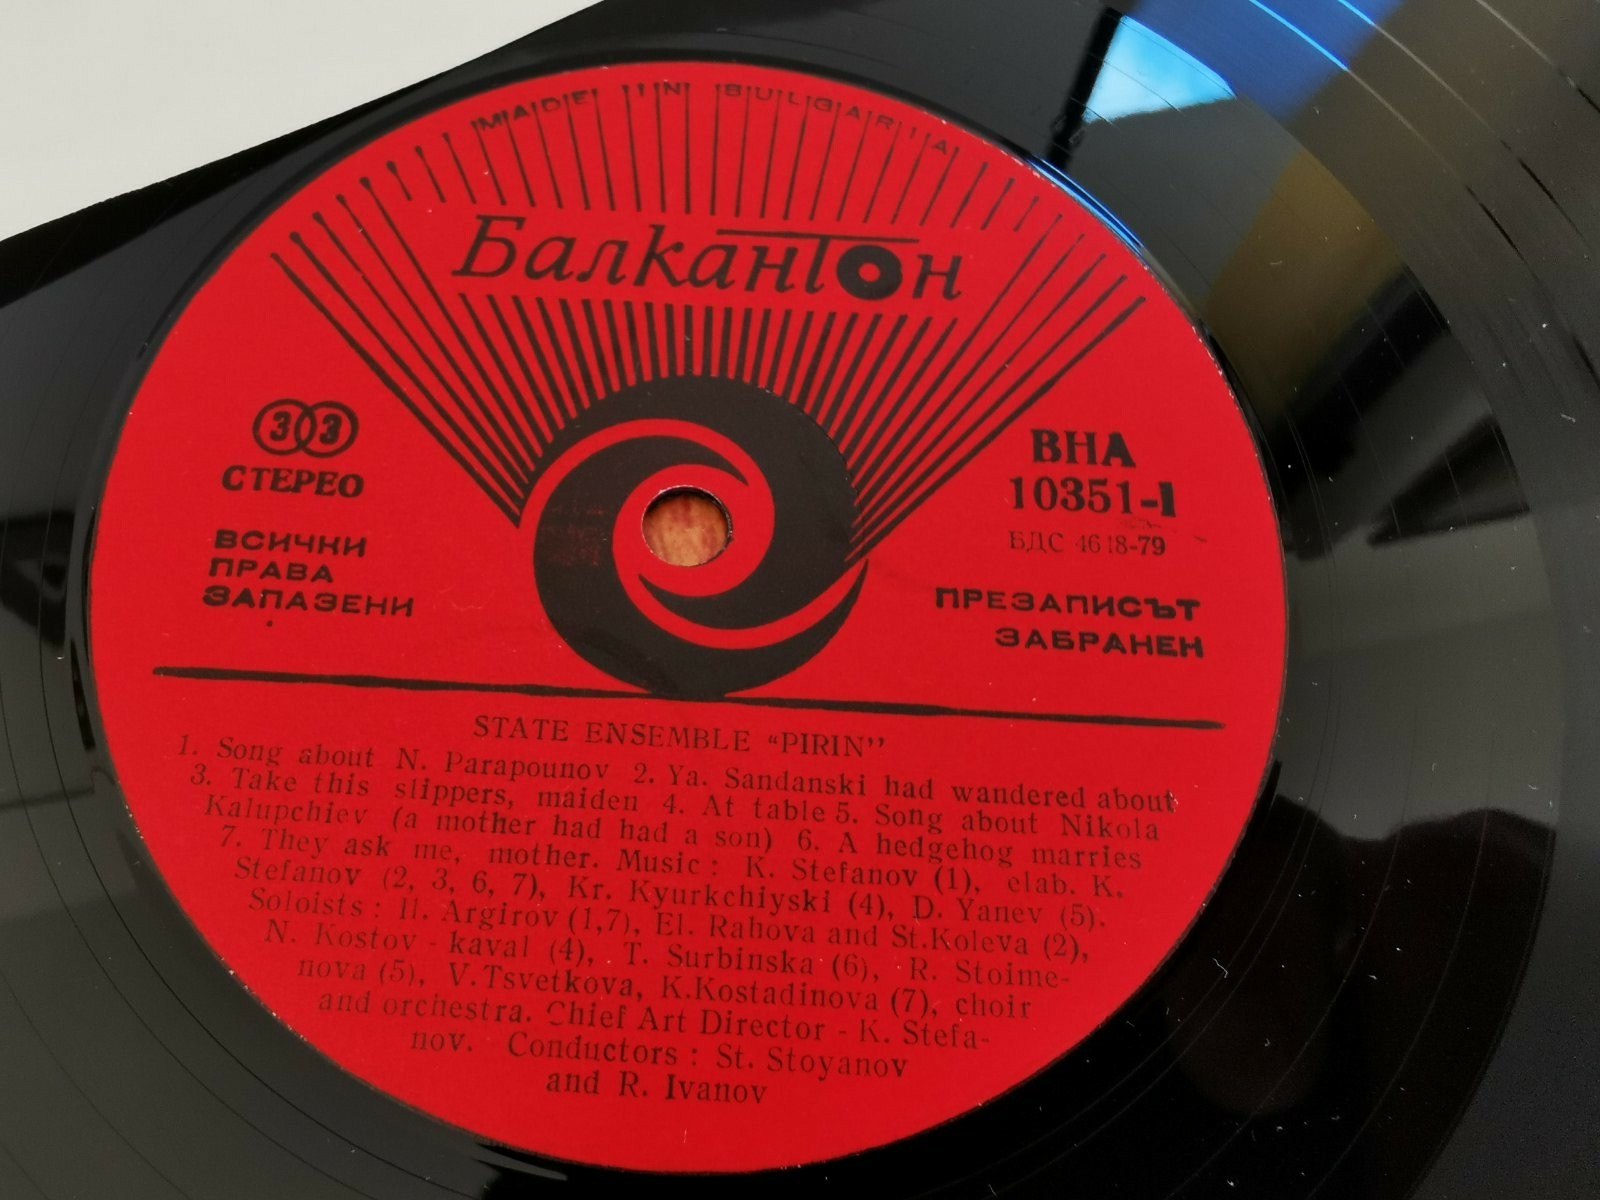 MADE IN BULGARIA
Балкантон
33
СТЕРЕО
ВСИЧКИ
ПРАВА
ЗАПАЗЕНИ
ВНА
10351-I
БДС 4618-79
ПРЕЗАПИСЪТ
ЗАБРАНЕН
STATE ENSEMBLE “PIRIN”
1. Song about N. Parapounov 2. Ya. Sandanski had wandered about
3. Take this slippers, maiden 4. At table 5. Song about Nikola
Kalupchiev (a mother had had a son) 6. A hedgehog marries
7. They ask me, mother. Music: K. Stefanov (1), elab. K.
Stefanov (2, 3, 6, 7), Kr. Kyurkchiyski (4), D. Yanev (5).
Soloists: Argirov (1,7), El. Rahova and St.Koleva (2),
N. Kostov - kaval (4), T. Surbinska (6), R. Stoime-
nova (5), V.Tsvetkova, K.Kostadinova (7), choir
and orchestra. Chief Art Director - K. Stefa-
nov. Conductors: St. Stoyanov
and R. Ivanov